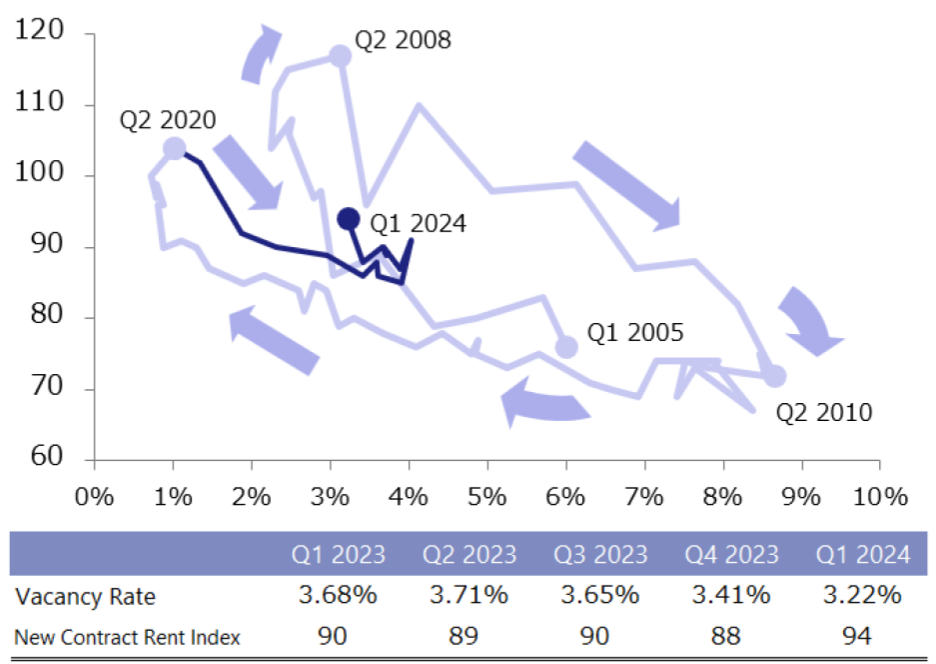 120
Q2 2008
110
Q2 2020
100
Q1 2024
90
80
Q1 2005
70
Q2 2010
60
0% 1% 2% 3% 4% 5% 6% 7% 8% 9% 10%
Q1 2023 Q2 2023 Q3 2023 Q4 2023 Q1 2024
Vacancy Rate 3.68% 3.71% 3.65% 3.41% 3.22%
New Contract Rent Index 90 89 90 88 94